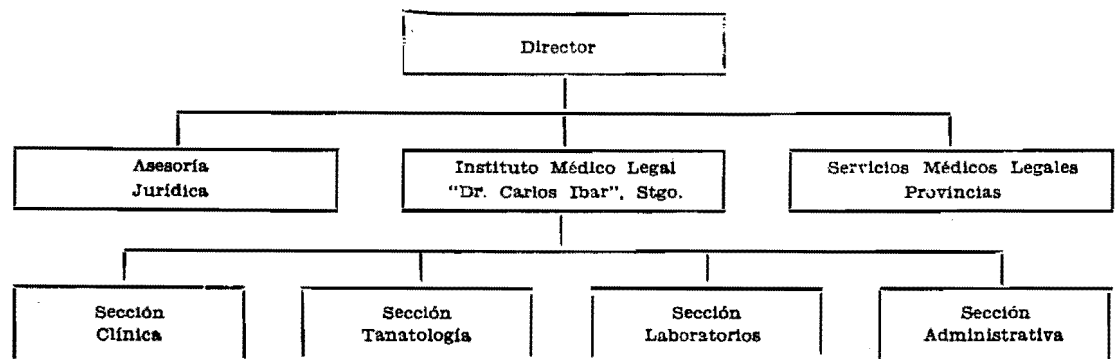 Director
Asesoría
Jurídica
Instituto Médico Legal
"Dr. Carlos Ibar", Stgo.
Servicios Médicos Legales
Provincias
Sección
Clínica
Sección
Tanatología
Sección
Laboratorios
Sección
Administrativa